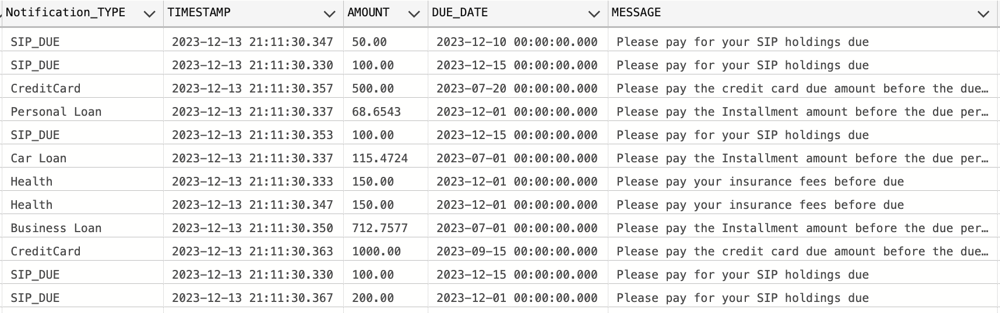 Notification_TYPE TIMESTAMP AMOUNT DUE_DATE MESSAGE
SIP_DUE 2023-12-13 21:11:30.347 50.00 2023-12-10 00:00:00.000 Please pay for your SIP holdings due
SIP_DUE 2023-12-13 21:11:30.330 100.00 2023-12-15 00:00:00.000 Please pay for your SIP holdings due
CreditCard 2023-12-13 21:11:30.357 500.00 2023-07-20 00:00:00.000 Please pay the credit card due amount before the due…
Personal Loan 2023-12-13 21:11:30.337 68.6543 2023-12-01 00:00:00.000 Please pay the Installment amount before the due per…
SIP_DUE 2023-12-13 21:11:30.353 100.00 2023-12-15 00:00:00.000 Please pay for your SIP holdings due
Car Loan 2023-12-13 21:11:30.337 115.4724 2023-07-01 00:00:00.000 Please pay the Installment amount before the due per…
Health 2023-12-13 21:11:30.333 150.00 2023-12-01 00:00:00.000 Please pay your insurance fees before due
Health 2023-12-13 21:11:30.347 150.00 2023-12-01 00:00:00.000 Please pay your insurance fees before due
Business Loan 2023-12-13 21:11:30.350 712.7577 2023-07-01 00:00:00.000 Please pay the Installment amount before the due per…
CreditCard 2023-12-13 21:11:30.363 1000.00 2023-09-15 00:00:00.000 Please pay the credit card due amount before the due…
SIP_DUE 2023-12-13 21:11:30.330 100.00 2023-12-15 00:00:00.000 Please pay for your SIP holdings due
SIP_DUE 2023-12-13 21:11:30.367 200.00 2023-12-01 00:00:00.000 Please pay for your SIP holdings due